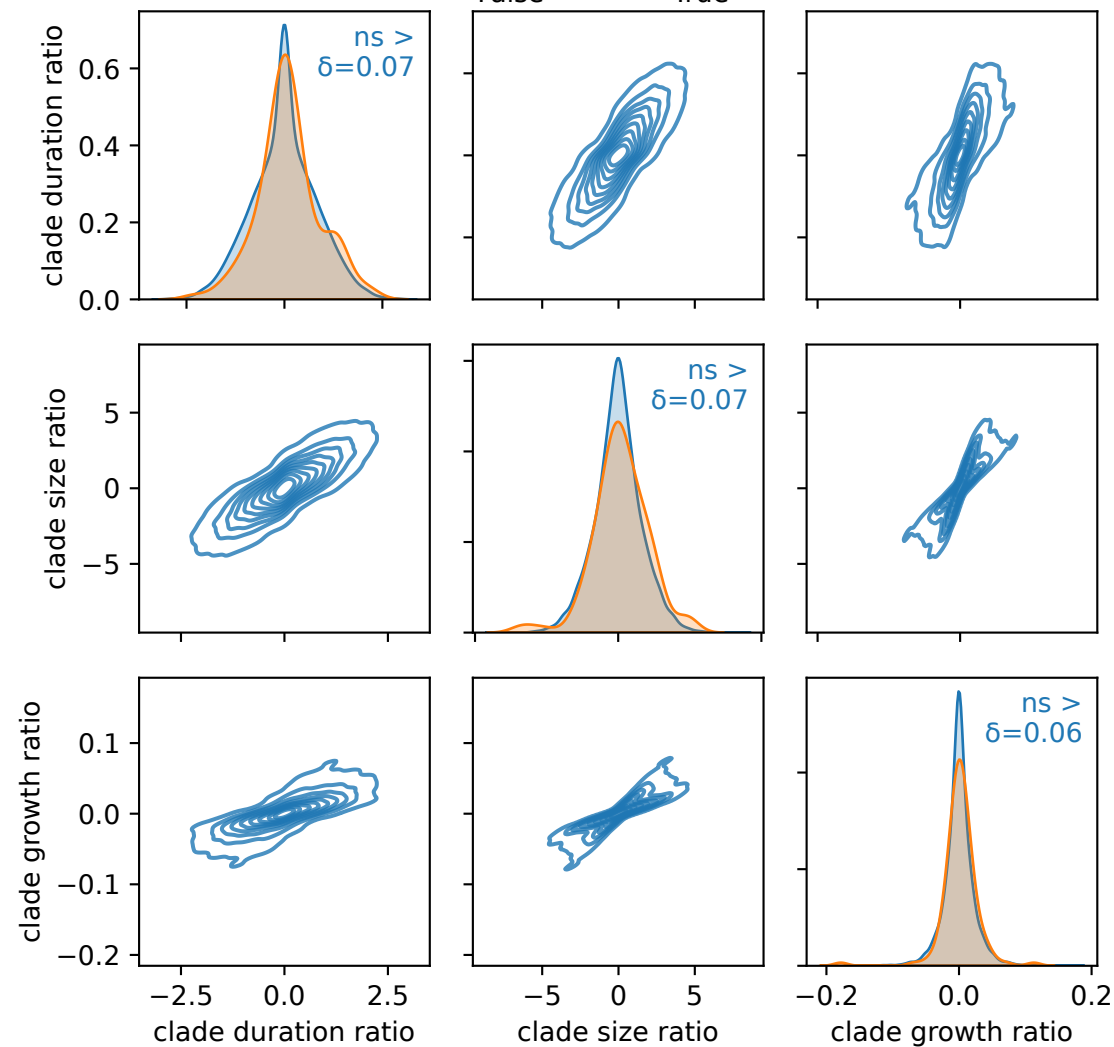 clade duration ratio
0.6
0.4
0.2
0.0
ns >
δ=0.07
clade size ratio
5
0
−5
ns >
δ=0.07
clade growth ratio
0.1
0.0
−0.1
−0.2
ns >
δ=0.06
−2.5 0.0 2.5
−5 0 5
−0.2 0.0 0.2
clade duration ratio
clade size ratio
clade growth ratio